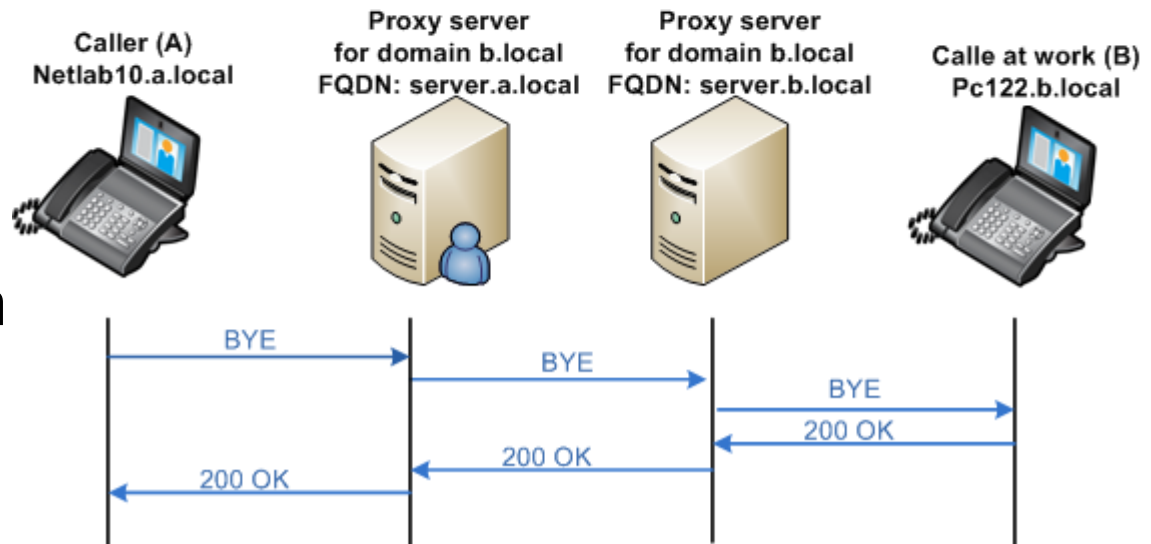 Caller (A)
Netlab10.a.local
Proxy server
for domain b.local
FQDN: server.a.local
Proxy server
for domain b.local
FQDN: server.b.local
Calle at work (B)
Pc122.b.local
BYE
BYE
BYE
200 OK
200 OK
200 OK